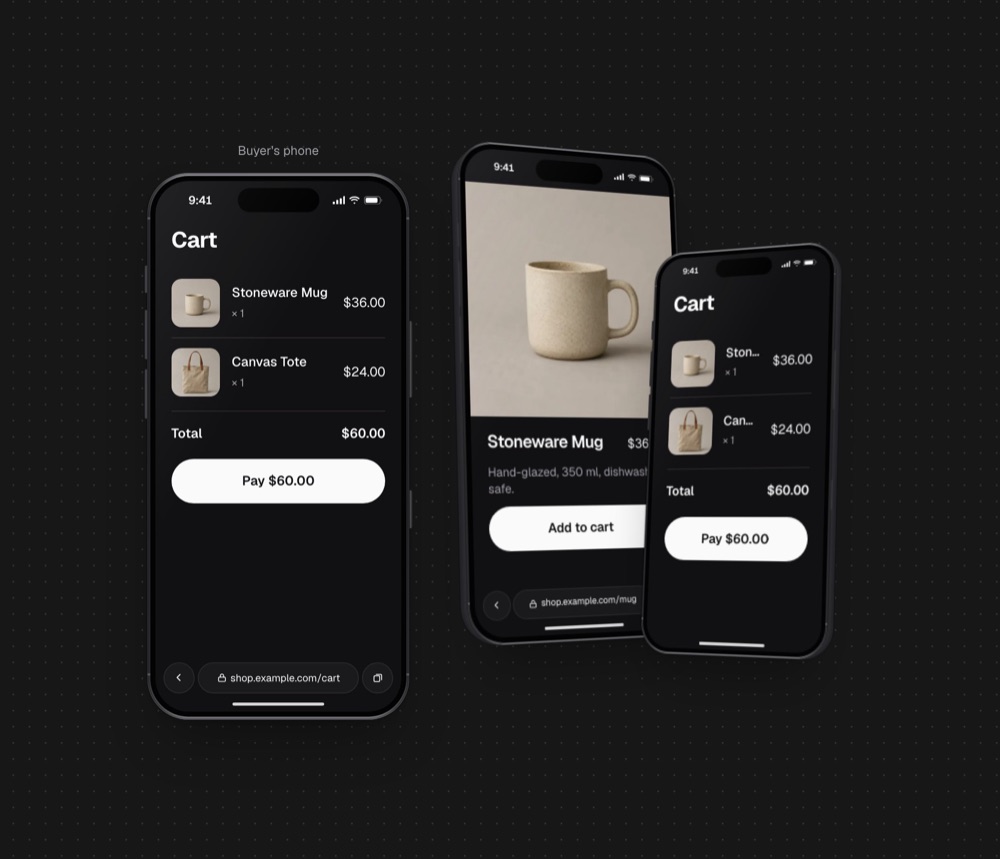 Buyer's phone
9:41
Cart
Stoneware Mug
× 1
$36.00
Canvas Tote
× 1
$24.00
Total
$60.00
Pay $60.00
shop.example.com/cart
9:41
Stoneware Mug
$36
Hand-glazed, 350 ml,
safe.
Add to cart
shop.example.com/mug
9:41
Cart
Ston...
× 1
$36.00
Can...
× 1
$24.00
Total
$60.00
Pay $60.00